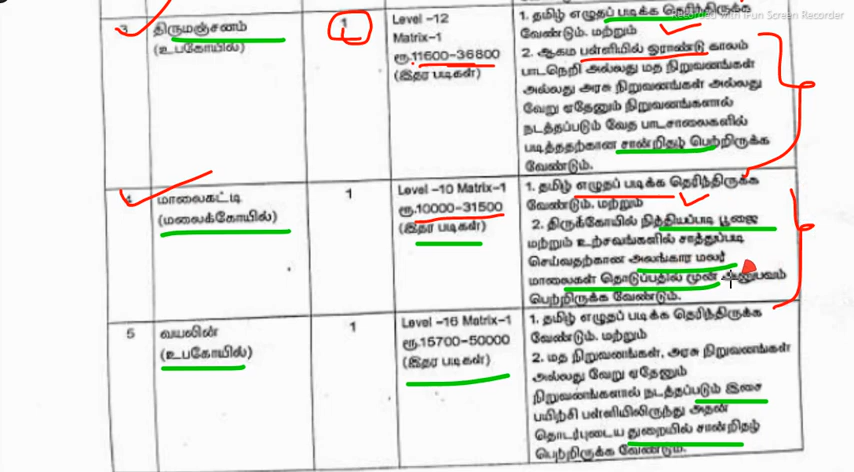 Recorded with iFun Screen Recorder
3
திருமஞ்சனம்
(உபகோயில்)
1
Level -12
Matrix-1
ரூ.11600-36800
(இதர படிகள்)
1. தமிழ் எழுதப் படிக்க தெரிந்திருக்க
வேண்டும். மற்றும்
2. ஆகம பள்ளியில் ஓராண்டு காலம்
பாடநெறி அல்லது மத நிறுவனங்கள்
அல்லது அரசு நிறுவனங்கள் அல்லது
வேறு ஏதேனும் நிறுவனங்களால்
நடத்தப்படும் வேத பாடசாலைகளில்
படித்ததற்கான சான்றிதழ் பெற்றிருக்க
வேண்டும்.
4
மாலைகட்டி
(மலைக்கோயில்)
1
Level -10 Matrix-1
ரூ.10000-31500
(இதர படிகள்)
1. தமிழ் எழுதப் படிக்க தெரிந்திருக்க
வேண்டும். மற்றும்
2. திருக்கோயில் நித்தியப்படி பூஜை
மற்றும் உற்சவங்களில் சாத்துப்படி
செய்வதற்கான அலங்கார மலர்
மாலைகள் தொடுப்பதில் முன் அனுபவம்
பெற்றிருக்க வேண்டும்.
5
வயலின்
(உபகோயில்)
1
Level -16 Matrix-1
ரூ.15700-50000
(இதர படிகள்)
1. தமிழ் எழுதப் படிக்க தெரிந்திருக்க
வேண்டும். மற்றும்
2. மத நிறுவனங்கள், அரசு நிறுவனங்கள்
அல்லது வேறு ஏதேனும்
நிறுவனங்களால் நடத்தப்படும் இசை
பயிற்சி பள்ளியிலிருந்து அதன்
தொடர்புடைய துறையில் சான்றிதழ்
பெற்றிருக்க வேண்டும்.